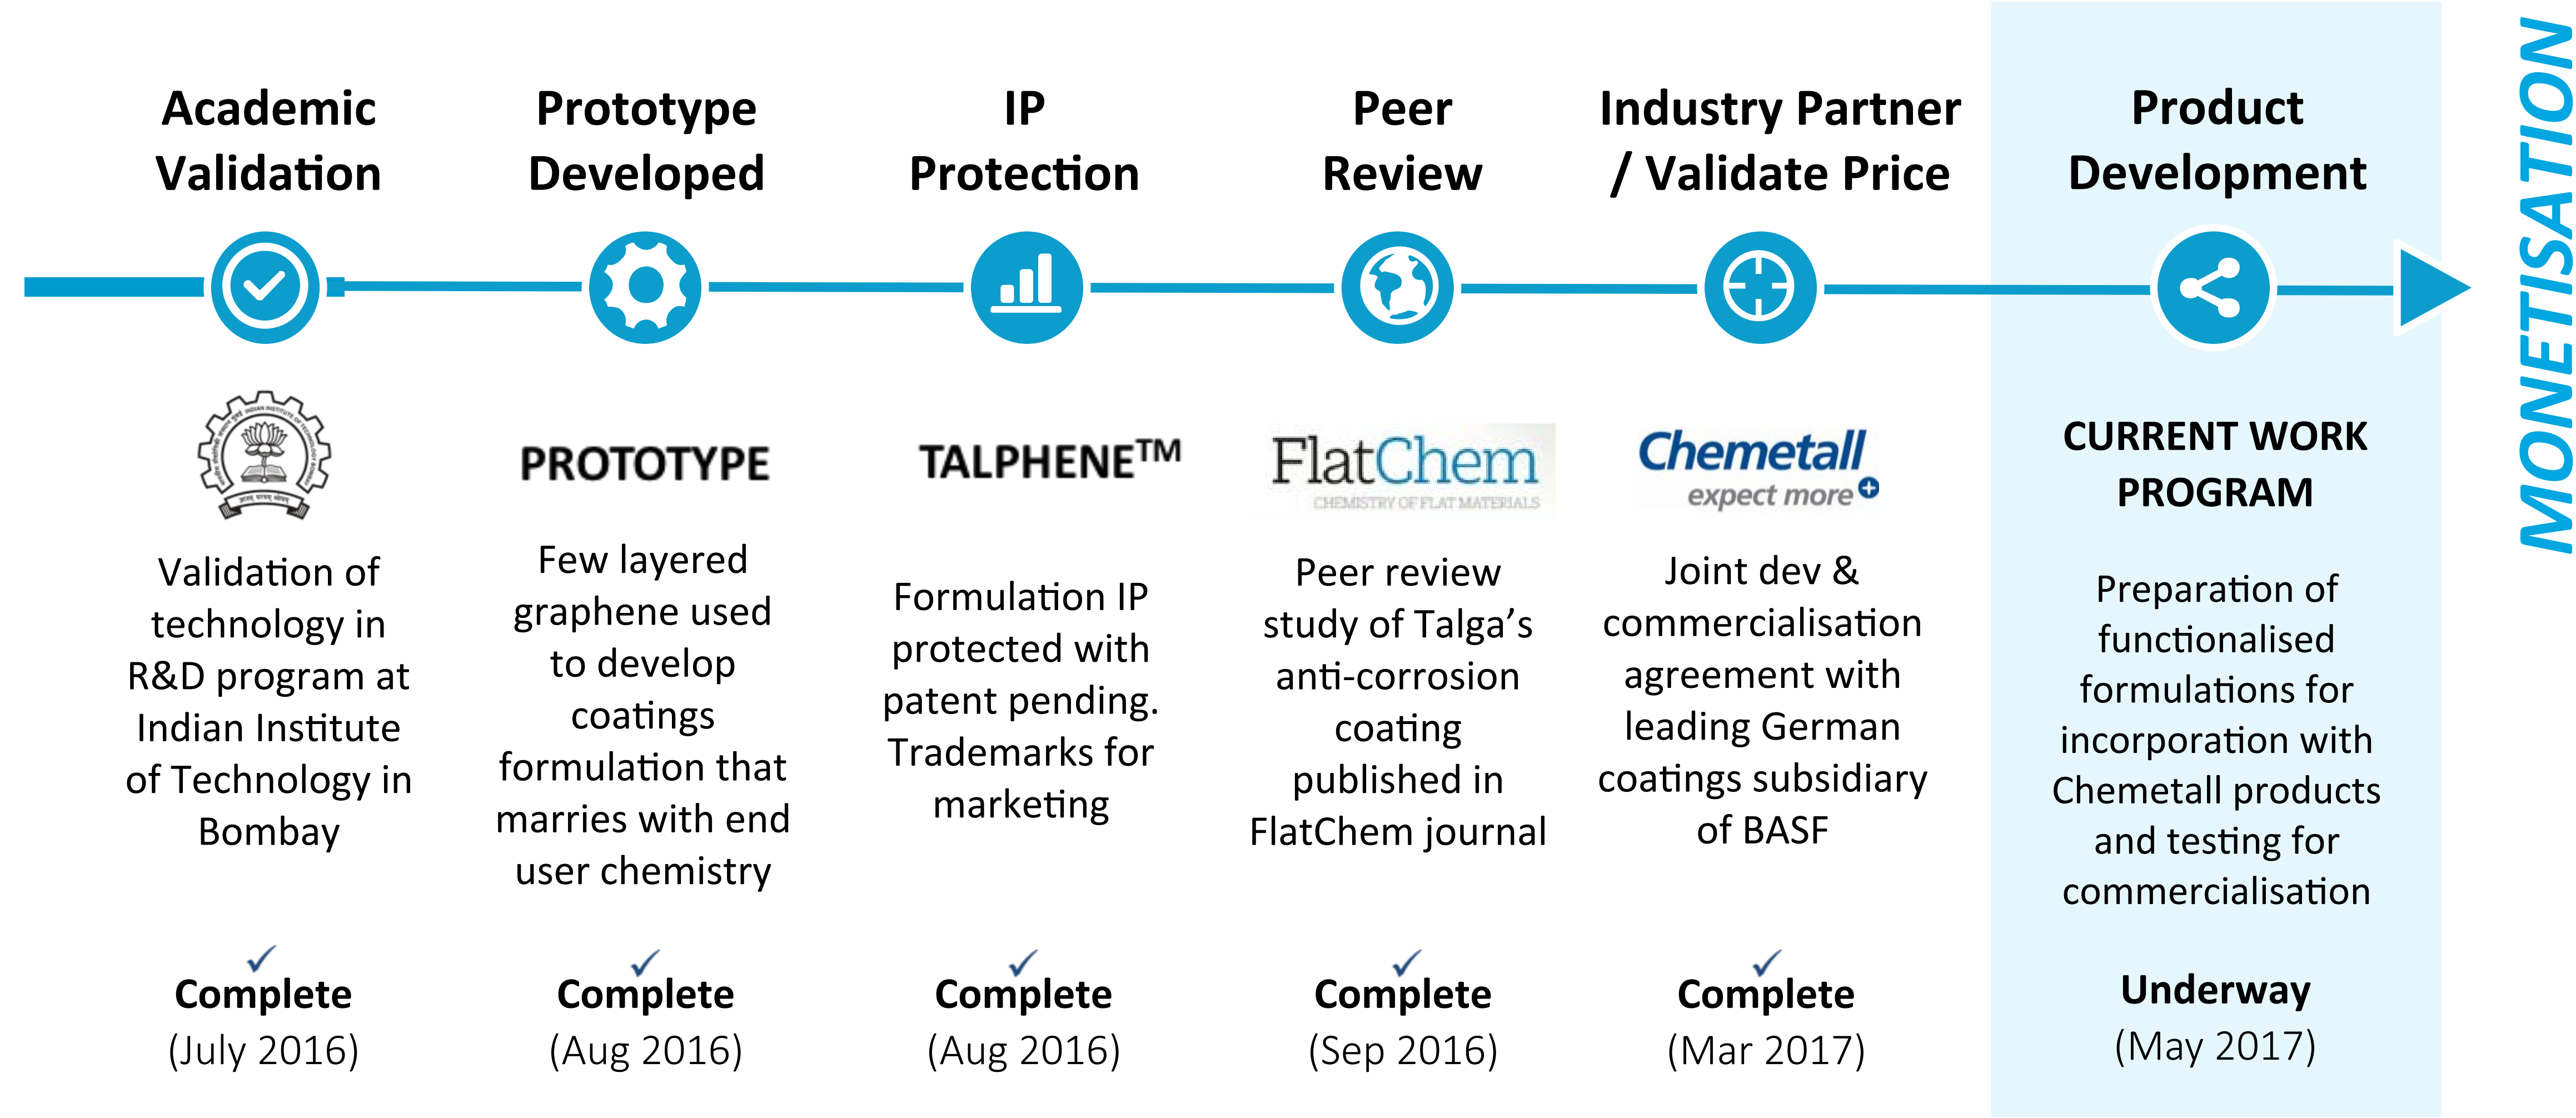 Academic
Validation
Prototype
Developed
IP
Protection
Peer
Review
Industry Partner
/ Validate Price
Product
Development
MONETISATION
PROTOTYPE
TALPHENE™
FlatChem
CHEMISTRY OF FLAT MATERIALS
Chemetall
expect more
CURRENT WORK
PROGRAM
Validation of
technology in
R&D program at
Indian Institute
of Technology in
Bombay
Few layered
graphene used
to develop
coatings
formulation that
marries with end
user chemistry
Formulation IP
protected with
patent pending.
Trademarks for
marketing
Peer review
study of Talga’s
anti-corrosion
coating
published in
FlatChem journal
Joint dev &
commercialisation
agreement with
leading German
coatings subsidiary
of BASF
Preparation of
functionalised
formulations for
incorporation with
Chemetall products
and testing for
commercialisation
Complete
(July 2016)
Complete
(Aug 2016)
Complete
(Aug 2016)
Complete
(Sep 2016)
Complete
(Mar 2017)
Underway
(May 2017)